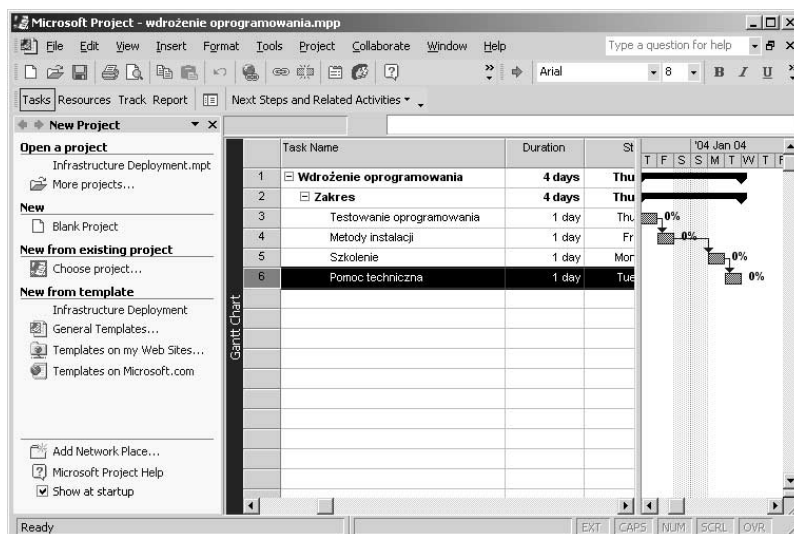 Microsoft Project - wdrożenie oprogramowania.mpp
File Edit View Insert Format Tools Project Collaborate Window Help Type a question for help
Arial 8 B I U
Tasks Resources Track Report Next Steps and Related Activities
New Project
Open a project
Infrastructure Deployment.mpt
More projects...
New
Blank Project
New from existing project
Choose project...
New from template
Infrastructure Deployment
General Templates...
Templates on my Web Sites...
Templates on Microsoft.com
Add Network Place...
Microsoft Project Help
Show at startup
Gantt Chart
Task Name Duration St '04 Jan 04
T F S S M T W T F
1 Wdrożenie oprogramowania 4 days Thu
2 Zakres 4 days Thu
3 Testowanie oprogramowania 1 day Thu 0%
4 Metody instalacji 1 day Fr 0%
5 Szkolenie 1 day Mon 0%
6 Pomoc techniczna 1 day Tue 0%
Ready EXT CAPS NUM SCRL OVR